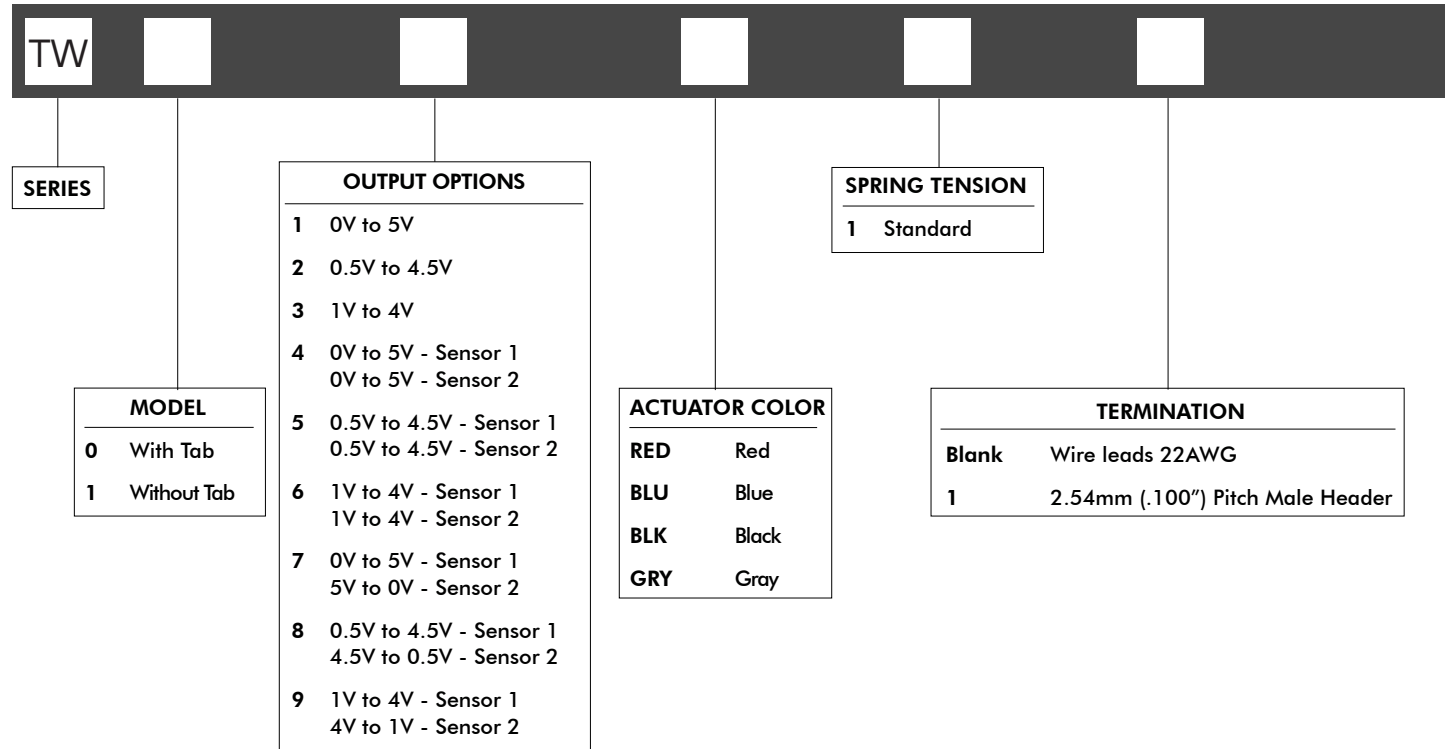 TW
SERIES
MODEL
0 With Tab
1 Without Tab
OUTPUT OPTIONS
1 0V to 5V
2 0.5V to 4.5V
3 1V to 4V
4 0V to 5V - Sensor 1
0V to 5V - Sensor 2
5 0.5V to 4.5V - Sensor 1
0.5V to 4.5V - Sensor 2
6 1V to 4V - Sensor 1
1V to 4V - Sensor 2
7 0V to 5V - Sensor 1
5V to 0V - Sensor 2
8 0.5V to 4.5V - Sensor 1
4.5V to 0.5V - Sensor 2
9 1V to 4V - Sensor 1
4V to 1V - Sensor 2
ACTUATOR COLOR
RED Red
BLU Blue
BLK Black
GRY Gray
SPRING TENSION
1 Standard
TERMINATION
Blank Wire leads 22AWG
1 2.54mm (.100”) Pitch Male Header